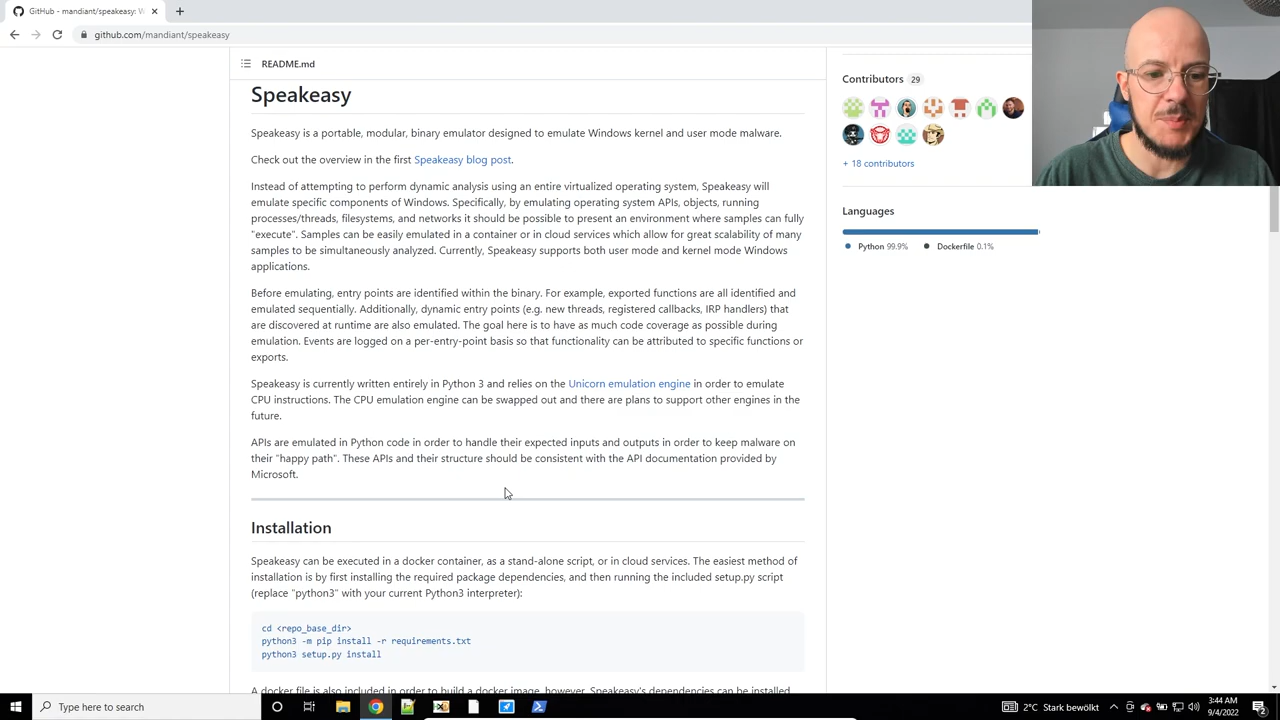 GitHub - mandiant/speakeasy: W
github.com/mandiant/speakeasy
README.md
Speakeasy
Speakeasy is a portable, modular, binary emulator designed to emulate Windows kernel and user mode malware.
Check out the overview in the first Speakeasy blog post.
Instead of attempting to perform dynamic analysis using an entire virtualized operating system, Speakeasy will
emulate specific components of Windows. Specifically, by emulating operating system APIs, objects, running
processes/threads, filesystems, and networks it should be possible to present an environment where samples can fully
"execute". Samples can be easily emulated in a container or in cloud services which allow for great scalability of many
samples to be simultaneously analyzed. Currently, Speakeasy supports both user mode and kernel mode Windows
applications.
Before emulating, entry points are identified within the binary. For example, exported functions are all identified and
emulated sequentially. Additionally, dynamic entry points (e.g. new threads, registered callbacks, IRP handlers) that
are discovered at runtime are also emulated. The goal here is to have as much code coverage as possible during
emulation. Events are logged on a per-entry-point basis so that functionality can be attributed to specific functions or
exports.
Speakeasy is currently written entirely in Python 3 and relies on the Unicorn emulation engine in order to emulate
CPU instructions. The CPU emulation engine can be swapped out and there are plans to support other engines in the
future.
APIs are emulated in Python code in order to handle their expected inputs and outputs in order to keep malware on
their "happy path". These APIs and their structure should be consistent with the API documentation provided by
Microsoft.
Installation
Speakeasy can be executed in a docker container, as a stand-alone script, or in cloud services. The easiest method of
installation is by first installing the required package dependencies, and then running the included setup.py script
(replace "python3" with your current Python3 interpreter):
cd <repo_base_dir>
python3 -m pip install -r requirements.txt
python3 setup.py install
A docker file is also included in order to build a docker image, however, Speakeasy's dependencies can be installed
Contributors 29
+ 18 contributors
Languages
Python 99.9% Dockerfile 0.1%
Type here to search
2°C Stark bewölkt
3:44 AM
9/4/2022
2